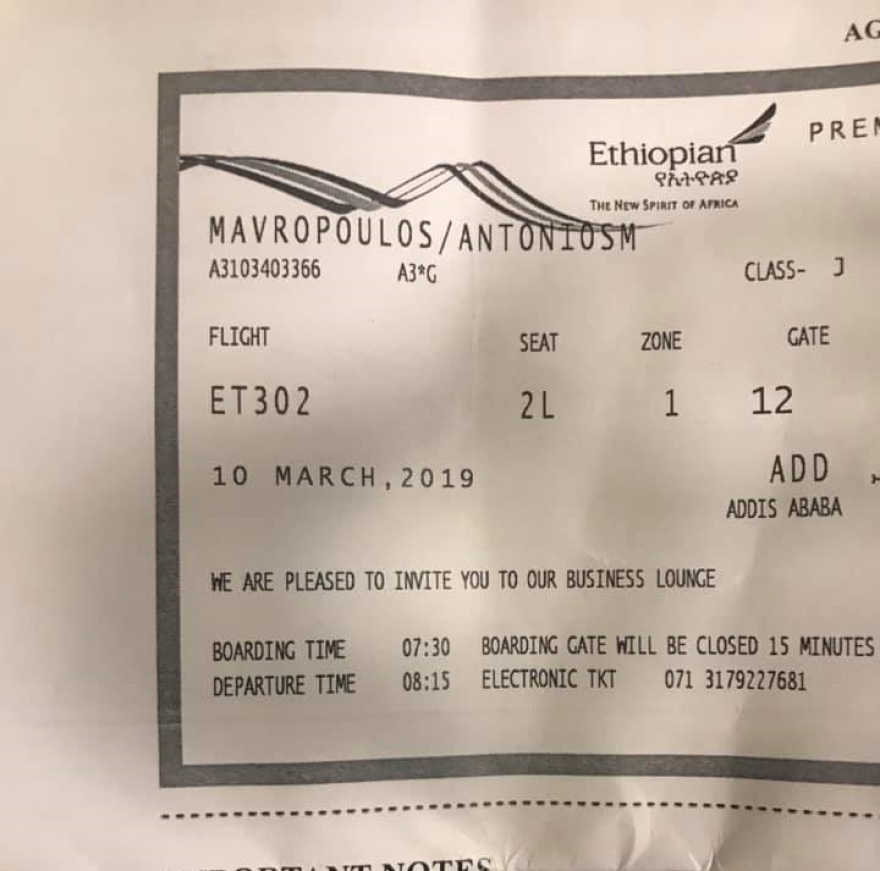 Ethiopian
የኢትዮጵያ
THE NEW SPIRIT OF AFRICA
MAVROPOULOS/ANTONIOSM
A3103403366 A3*G CLASS- J
FLIGHT SEAT ZONE GATE
ET302 2L 1 12
10 MARCH,2019 ADD
ADDIS ABABA
WE ARE PLEASED TO INVITE YOU TO OUR BUSINESS LOUNGE
BOARDING TIME 07:30 BOARDING GATE WILL BE CLOSED 15 MINUTES
DEPARTURE TIME 08:15 ELECTRONIC TKT 071 3179227681
NOTES